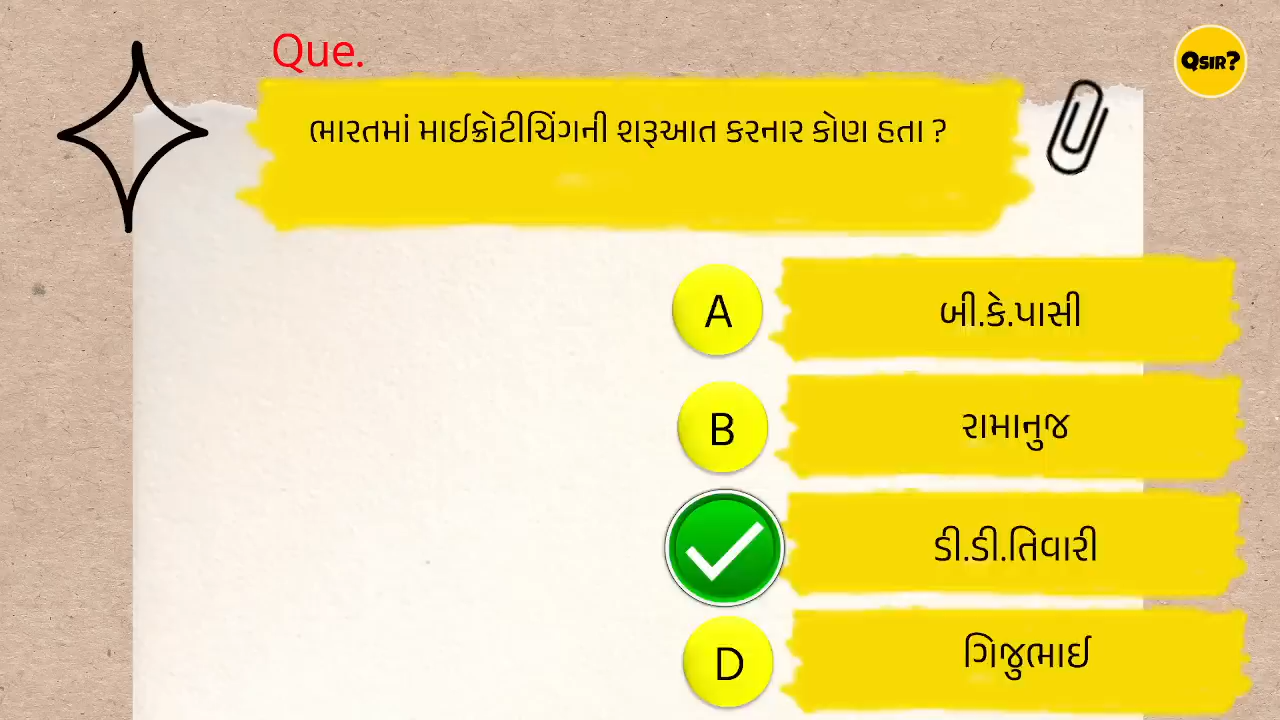 Que.
QSIR?
ભારતમાં માઈક્રોટીચિંગની શરૂઆત કરનાર કોણ હતા ?
A
બી.કે.પાસી
B
રામાનુજ
ડી.ડી.તિવારી
D
ગિજુભાઈ